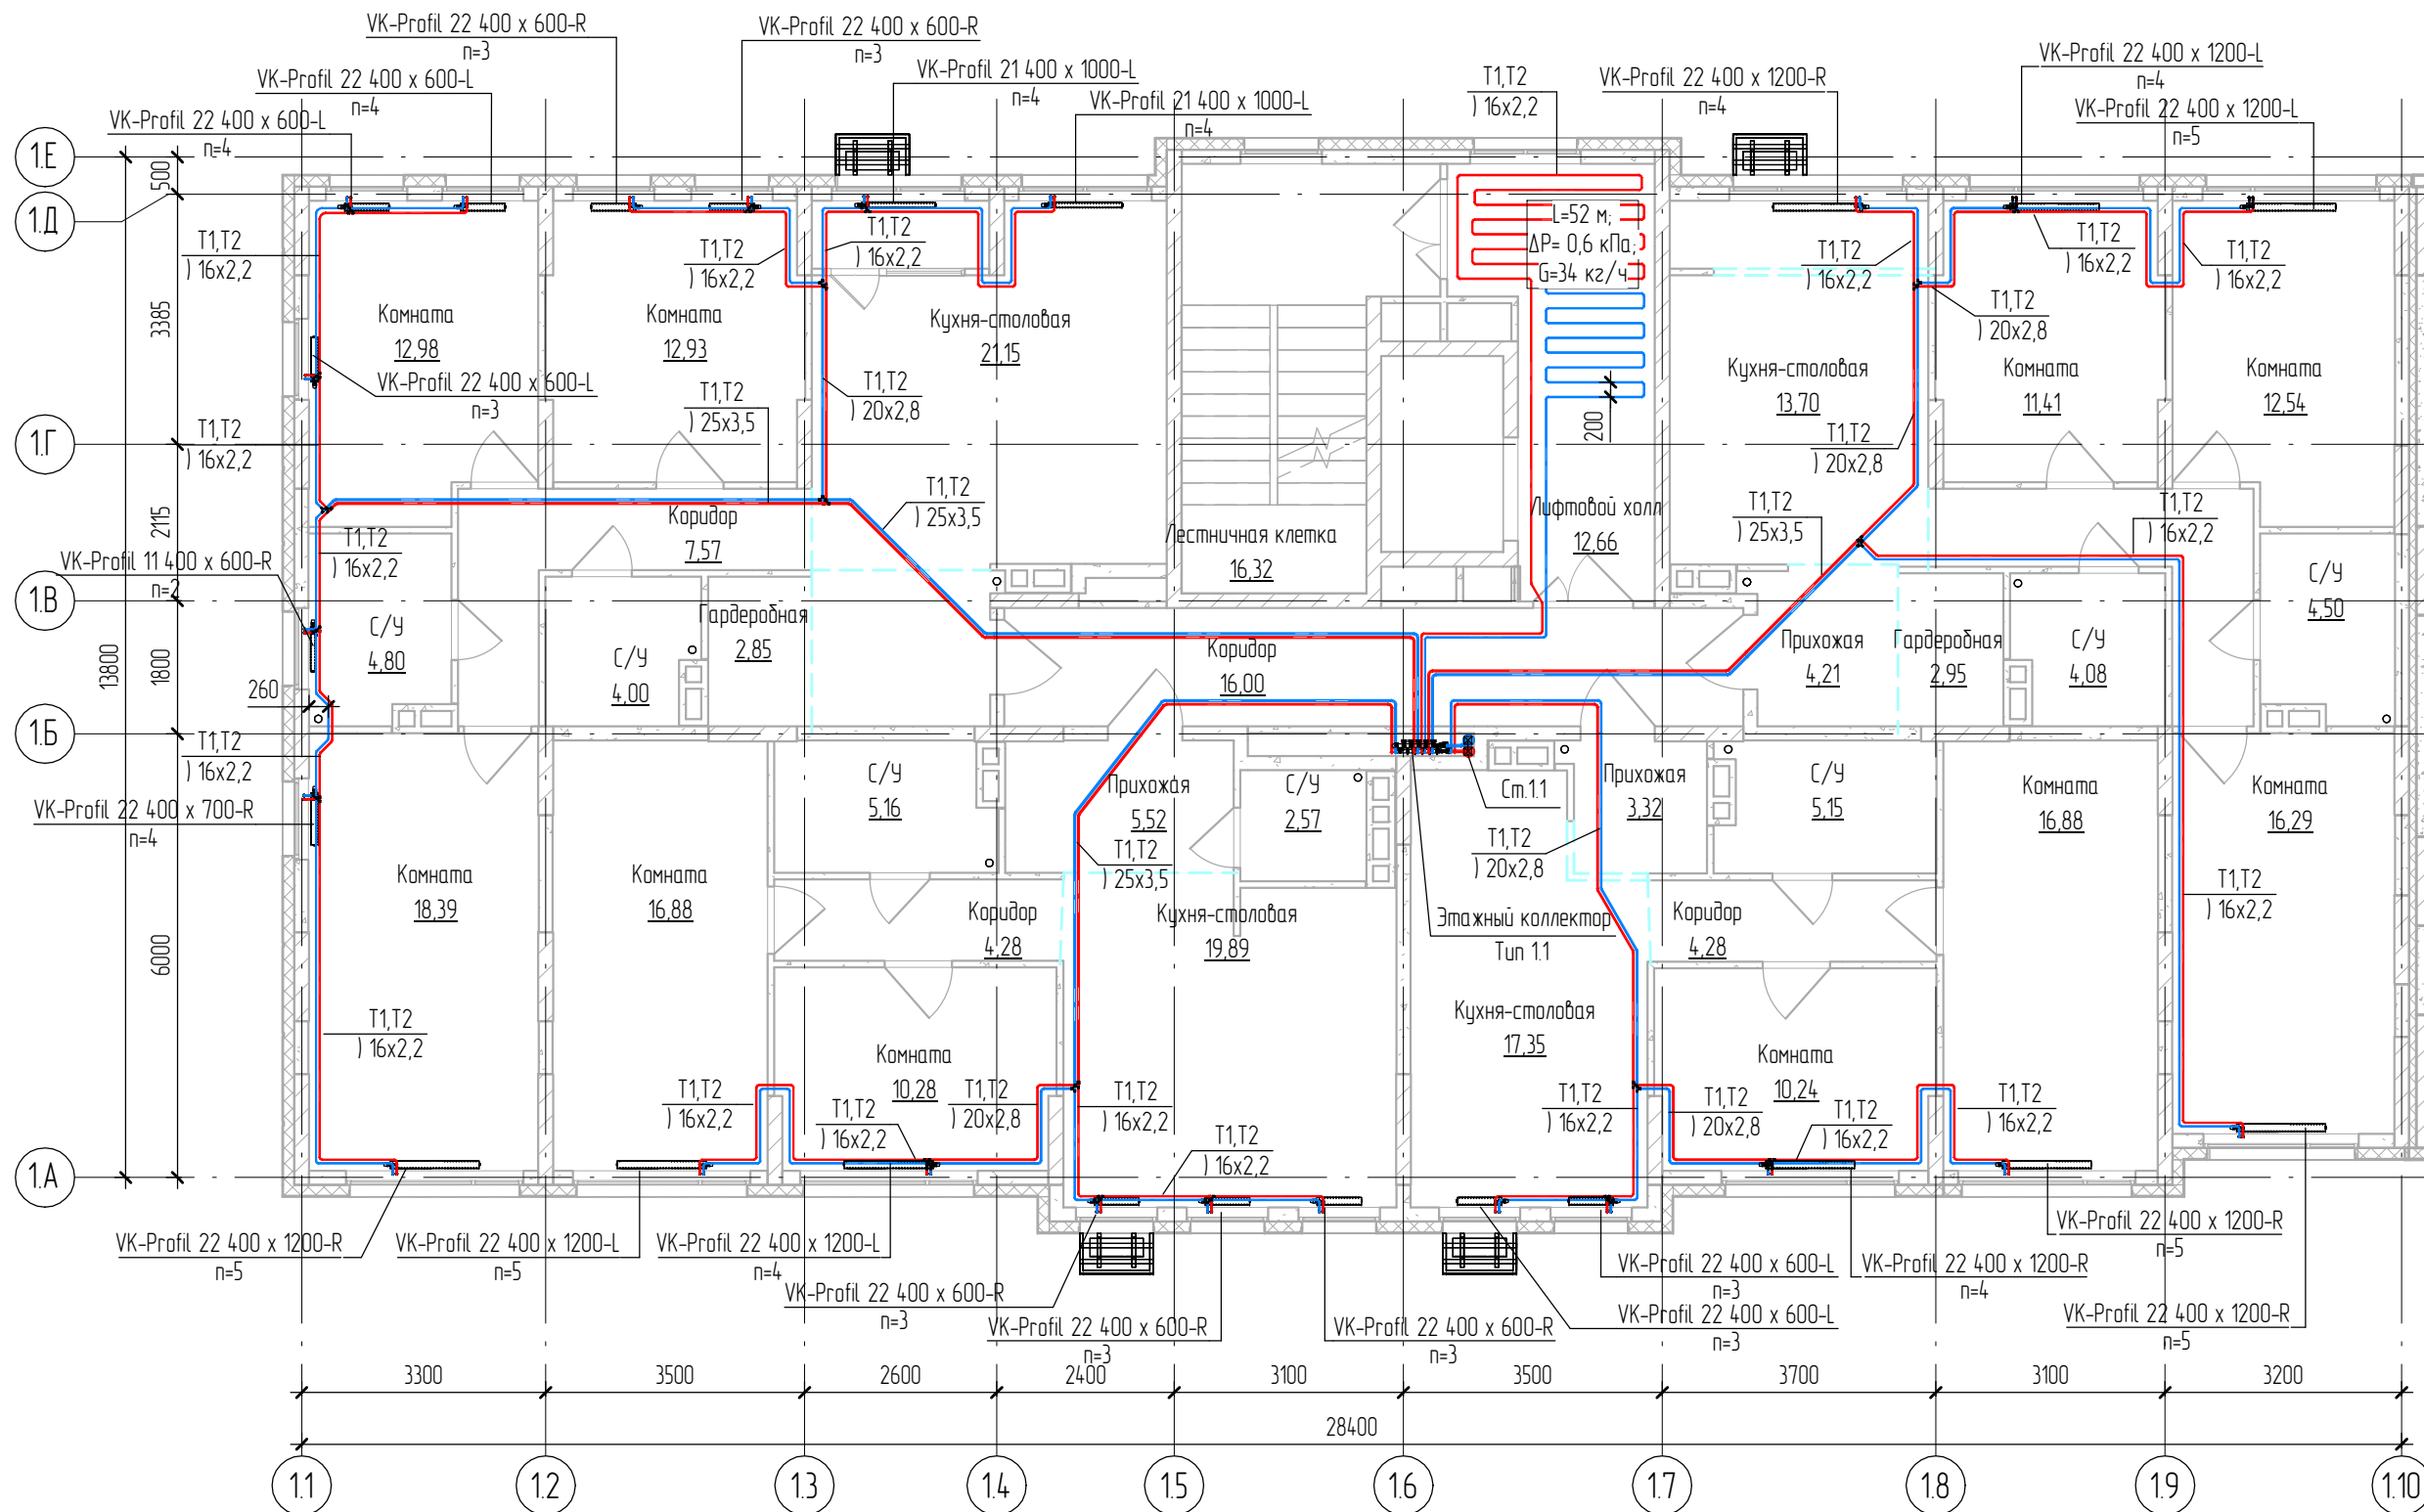 VK-Profil 22 400 x 600-R
n=3
VK-Profil 22 400 x 600-R
n=3
VK-Profil 22 400 x 600-L
n=4
VK-Profil 21 400 x 1000-L
n=4
T1,T2
) 16x2,2
VK-Profil 22 400 x 1200-R
n=4
VK-Profil 22 400 x 1200-L
n=4
VK-Profil 22 400 x 600-L
n=4
VK-Profil 21 400 x 1000-L
n=4
VK-Profil 22 400 x 1200-L
n=5
1.Е
500
1.Д
L=52 м;
ΔP= 0,6 кПа;
G=34 кг/ч
T1,T2
) 16x2,2
T1,T2
) 16x2,2
T1,T2
) 16x2,2
T1,T2
) 16x2,2
T1,T2
) 16x2,2
T1,T2
) 16x2,2
T1,T2
) 20x2,8
3385
Комната
12,98
Комната
12,93
Кухня-столовая
21,15
Кухня-столовая
13,70
Комната
11,41
Комната
12,54
VK-Profil 22 400 x 600-L
n=3
T1,T2
) 25x3,5
T1,T2
) 20x2,8
200
1.Г
T1,T2
) 16x2,2
T1,T2
) 20x2,8
T1,T2
) 25x3,5
T1,T2
) 25x3,5
T1,T2
) 16x2,2
2115
Коридор
7,57
Лестничная клетка
16,32
Лифтовой холл
12,66
T1,T2
) 16x2,2
VK-Profil 11 400 x 600-R
n=2
1.В
С/У
4,50
13800
1800
С/У
4,80
С/У
4,00
Гардеробная
2,85
Коридор
16,00
Прихожая
4,21
Гардеробная
2,95
С/У
4,08
260
1.Б
T1,T2
) 16x2,2
VK-Profil 22 400 x 700-R
n=4
С/У
5,16
Прихожая
5,52
С/У
2,57
Ст.1.1
Прихожая
3,32
С/У
5,15
Комната
16,88
Комната
16,29
T1,T2
) 25x3,5
T1,T2
) 20x2,8
T1,T2
) 16x2,2
Комната
18,39
Комната
16,88
Коридор
4,28
Кухня-столовая
19,89
Этажный коллектор
Тип 1.1
Коридор
4,28
6000
T1,T2
) 16x2,2
Кухня-столовая
17,35
Комната
10,28
Комната
10,24
T1,T2
) 16x2,2
T1,T2
) 16x2,2
T1,T2
) 20x2,8
T1,T2
) 16x2,2
T1,T2
) 16x2,2
T1,T2
) 16x2,2
T1,T2
) 20x2,8
T1,T2
) 16x2,2
T1,T2
) 16x2,2
1.А
VK-Profil 22 400 x 1200-R
n=5
VK-Profil 22 400 x 1200-L
n=5
VK-Profil 22 400 x 1200-L
n=4
VK-Profil 22 400 x 600-R
n=3
VK-Profil 22 400 x 600-R
n=3
VK-Profil 22 400 x 600-R
n=3
VK-Profil 22 400 x 600-L
n=3
VK-Profil 22 400 x 600-L
n=3
VK-Profil 22 400 x 1200-R
n=4
VK-Profil 22 400 x 1200-R
n=5
VK-Profil 22 400 x 1200-R
n=5
3300
3500
2600
2400
3100
3500
3700
3100
3200
28400
1.1
1.2
1.3
1.4
1.5
1.6
1.7
1.8
1.9
1.10